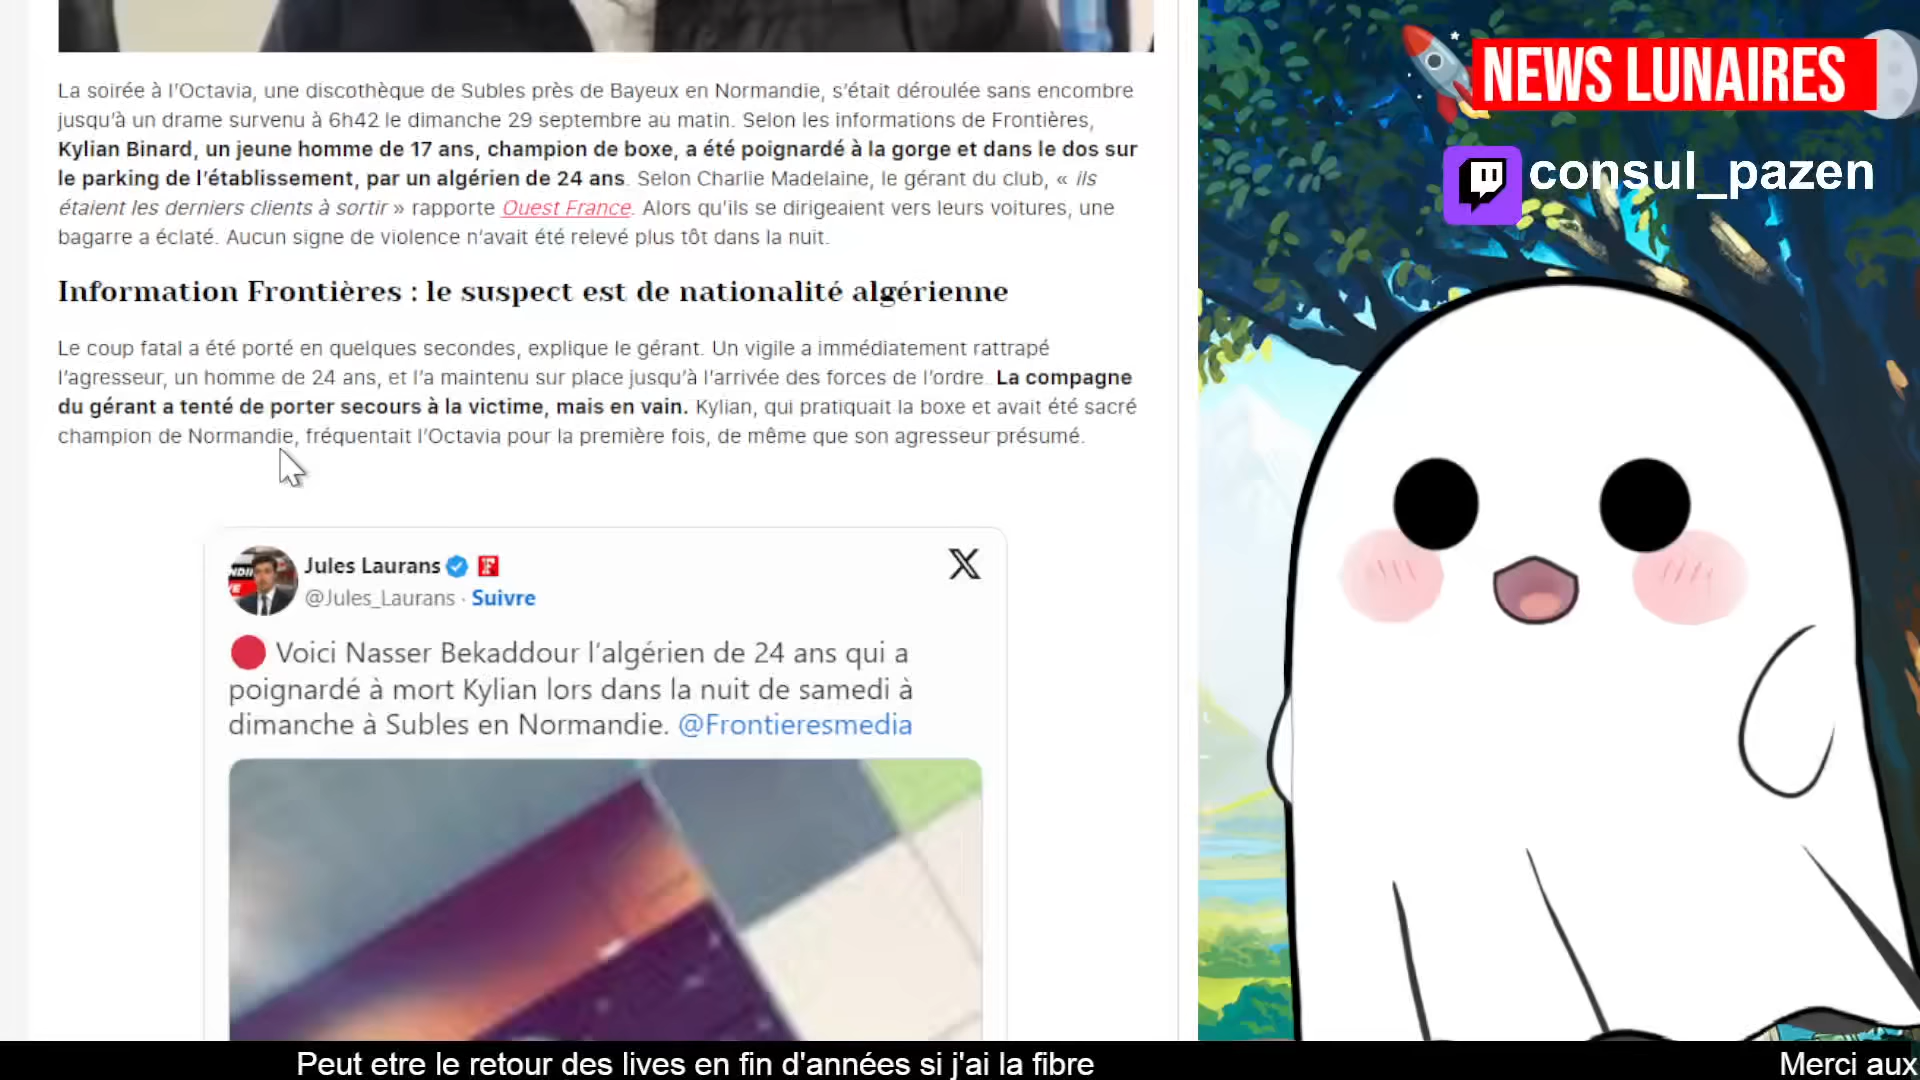 La soirée à l'Octavia, une discothèque de Subles près de Bayeux en Normandie, s'était déroulée sans encombre
jusqu'à un drame survenu à 6h42 le dimanche 29 septembre au matin. Selon les informations de Frontières,
Kylian Binard, un jeune homme de 17 ans, champion de boxe, a été poignardé à la gorge et dans le dos sur
le parking de l'établissement, par un algérien de 24 ans. Selon Charlie Madelaine, le gérant du club, « ils
étaient les derniers clients à sortir » rapporte Ouest France. Alors qu'ils se dirigeaient vers leurs voitures, une
bagarre a éclaté. Aucun signe de violence n'avait été relevé plus tôt dans la nuit.
Information Frontières : le suspect est de nationalité algérienne
Le coup fatal a été porté en quelques secondes, explique le gérant. Un vigile a immédiatement rattrapé
l'agresseur, un homme de 24 ans, et l'a maintenu sur place jusqu'à l'arrivée des forces de l'ordre. La compagne
du gérant a tenté de porter secours à la victime, mais en vain. Kylian, qui pratiquait la boxe et avait été sacré
champion de Normandie, fréquentait l'Octavia pour la première fois, de même que son agresseur présumé.
Jules Laurans
@Jules_Laurans · Suivre
Voici Nasser Bekaddour l'algérien de 24 ans qui a
poignardé à mort Kylian lors dans la nuit de samedi à
dimanche à Subles en Normandie. @Frontieresmedia
NEWS LUNAIRES
consul_pazen
Peut etre le retour des lives en fin d'années si j'ai la fibre
Merci aux